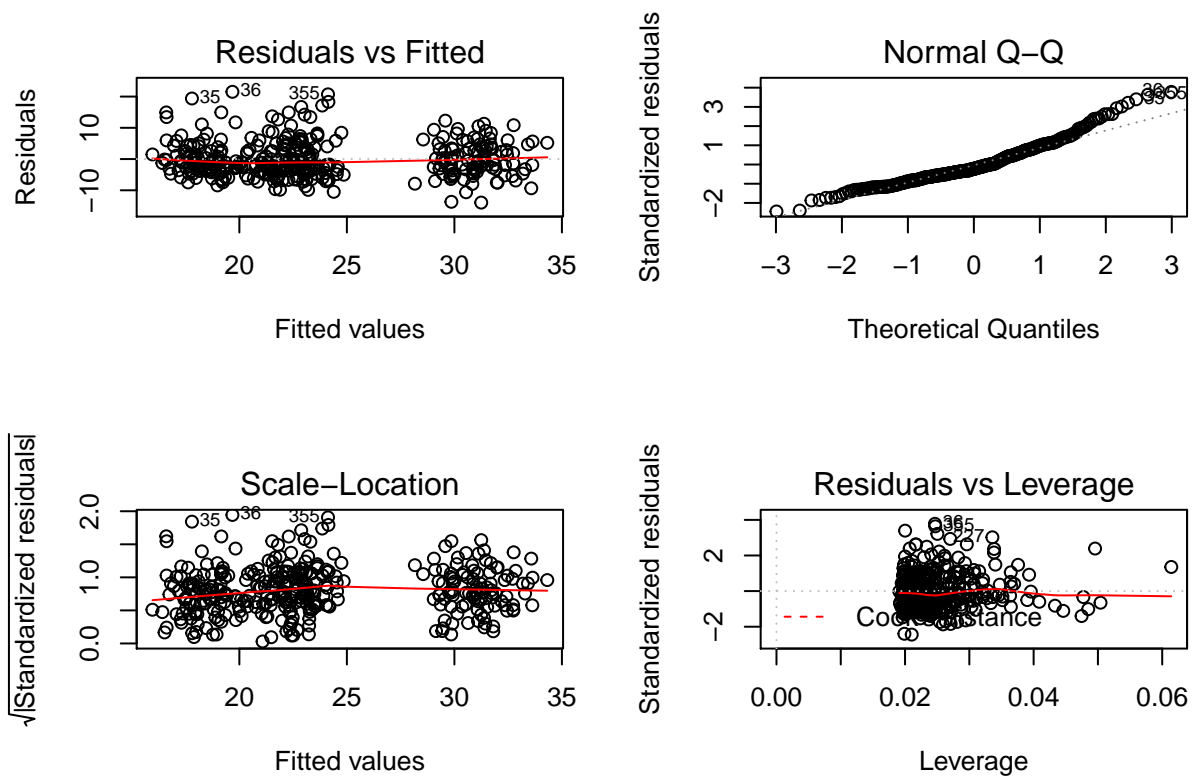 Residuals vs Fitted
Residuals
10
−10
35
36
355
20
25
30
35
Fitted values
Normal Q−Q
Standardized residuals
3
1
−2
−3
−2
−1
0
1
2
3
Theoretical Quantiles
Scale−Location
√|Standardized residuals|
2.0
1.0
0.0
35
36
355
20
25
30
35
Fitted values
Residuals vs Leverage
Standardized residuals
2
−2
227
Cook's distance
0.00
0.02
0.04
0.06
Leverage